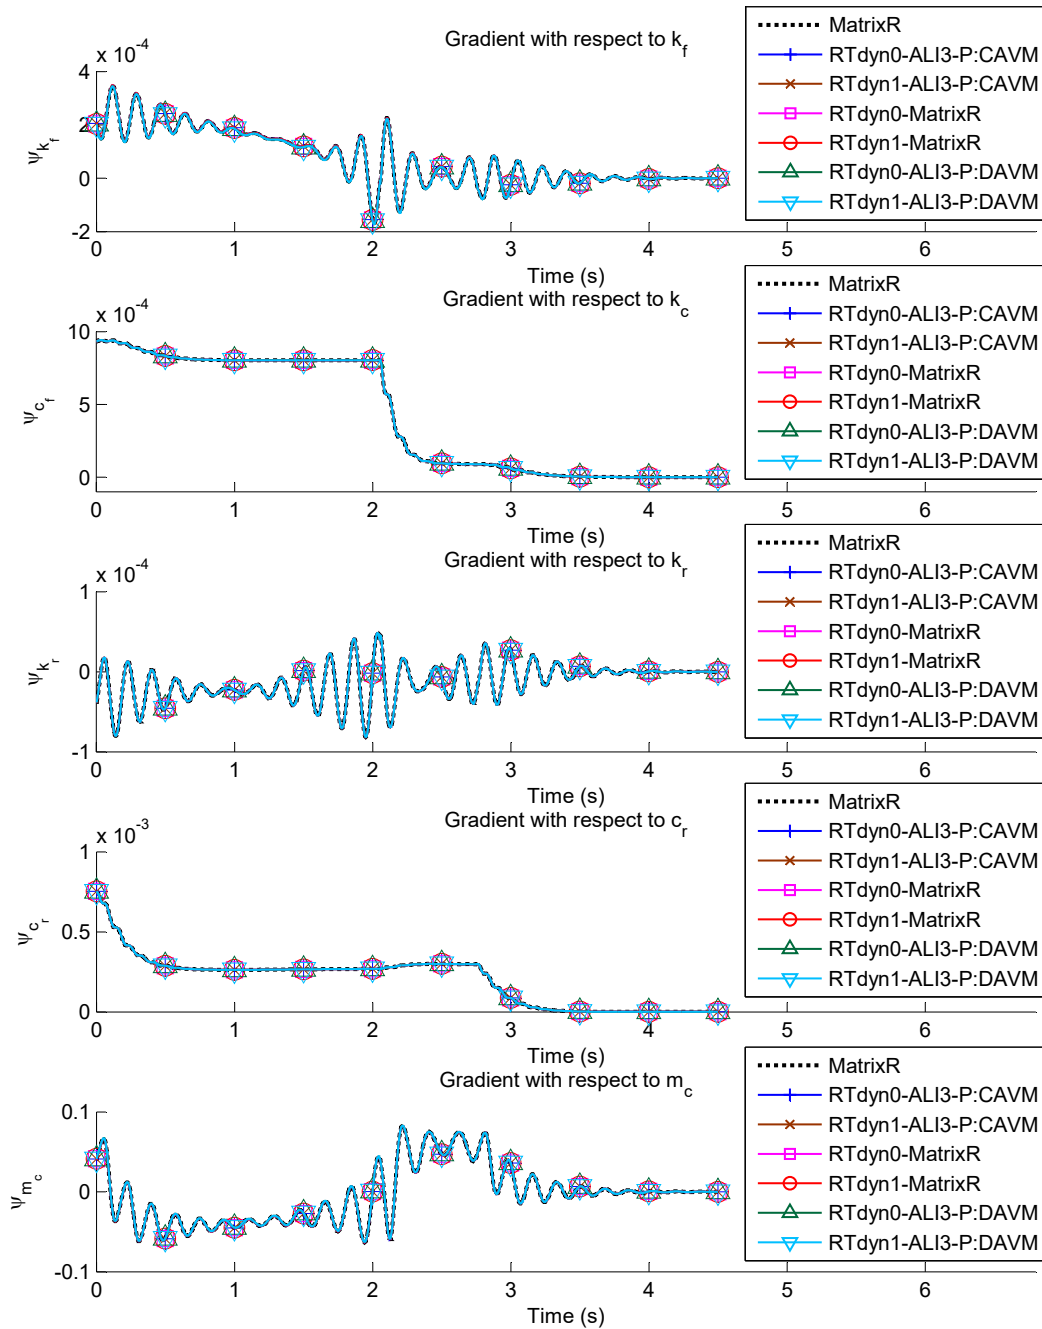 x 10^-4
Gradient with respect to k_f
MatrixR
RTdyn0-ALI3-P:CAVM
RTdyn1-ALI3-P:CAVM
RTdyn0-MatrixR
RTdyn1-MatrixR
RTdyn0-ALI3-P:DAVM
RTdyn1-ALI3-P:DAVM
4
2
0
-2
ψ_k_f
0 1 2 3 4 5 6
Time (s)
x 10^-4
Gradient with respect to k_c
MatrixR
RTdyn0-ALI3-P:CAVM
RTdyn1-ALI3-P:CAVM
RTdyn0-MatrixR
RTdyn1-MatrixR
RTdyn0-ALI3-P:DAVM
RTdyn1-ALI3-P:DAVM
10
5
0
ψ_c_f
0 1 2 3 4 5 6
Time (s)
x 10^-4
Gradient with respect to k_r
MatrixR
RTdyn0-ALI3-P:CAVM
RTdyn1-ALI3-P:CAVM
RTdyn0-MatrixR
RTdyn1-MatrixR
RTdyn0-ALI3-P:DAVM
RTdyn1-ALI3-P:DAVM
1
0
-1
ψ_k_r
0 1 2 3 4 5 6
Time (s)
x 10^-3
Gradient with respect to c_r
MatrixR
RTdyn0-ALI3-P:CAVM
RTdyn1-ALI3-P:CAVM
RTdyn0-MatrixR
RTdyn1-MatrixR
RTdyn0-ALI3-P:DAVM
RTdyn1-ALI3-P:DAVM
1
0.5
0
ψ_c_r
0 1 2 3 4 5 6
Time (s)
Gradient with respect to m_c
MatrixR
RTdyn0-ALI3-P:CAVM
RTdyn1-ALI3-P:CAVM
RTdyn0-MatrixR
RTdyn1-MatrixR
RTdyn0-ALI3-P:DAVM
RTdyn1-ALI3-P:DAVM
0.1
0
-0.1
ψ_m_c
0 1 2 3 4 5 6
Time (s)